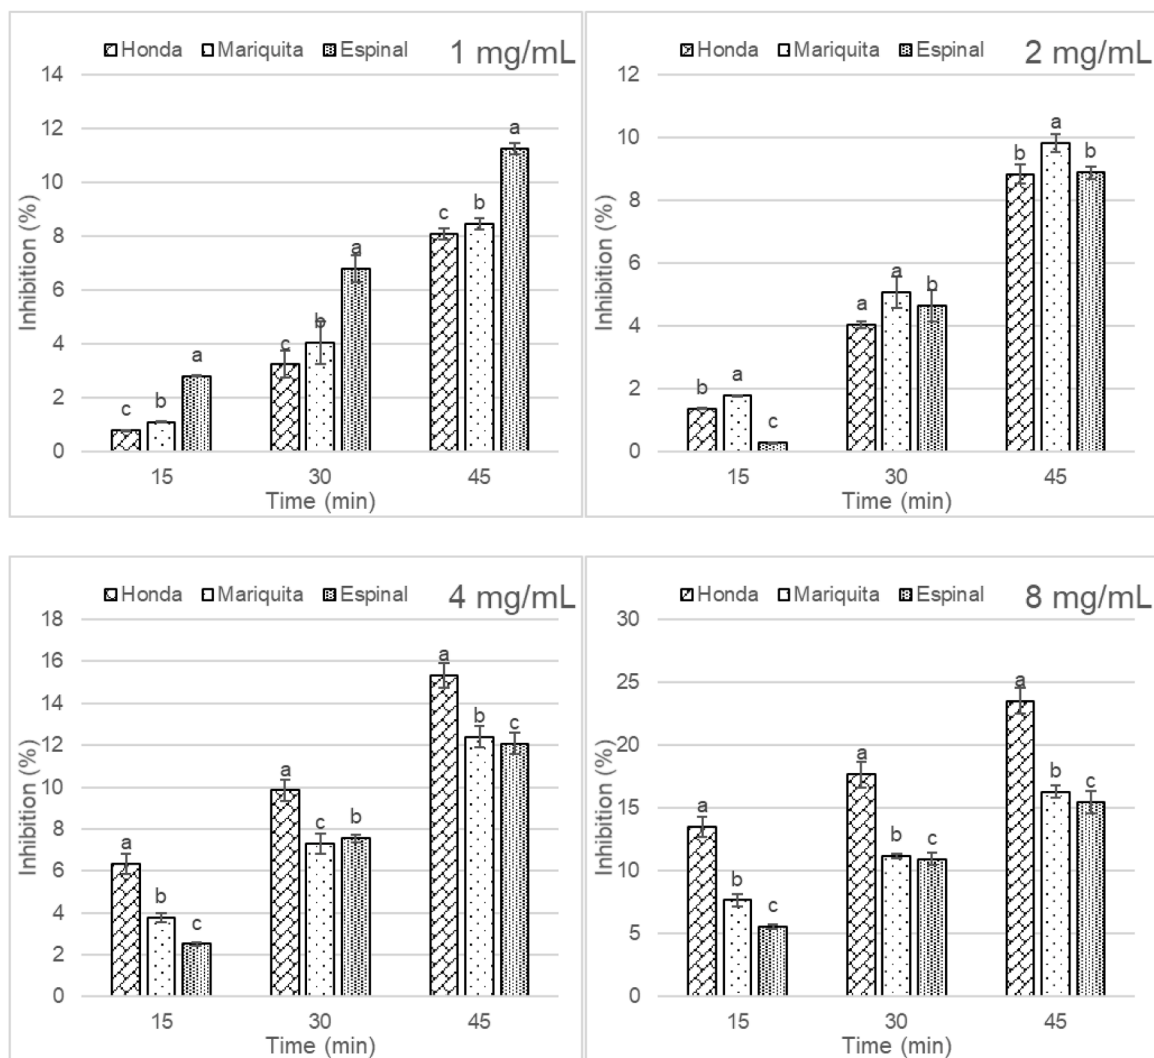 Honda Mariquita Espinal 1 mg/mL
14
12
10
8
6
4
2
0
Inhibition (%)
c b a
c b a
c b a
15 30 45
Time (min)
Honda Mariquita Espinal 2 mg/mL
12
10
8
6
4
2
0
Inhibition (%)
b a c
a a b
b a b
15 30 45
Time (min)
Honda Mariquita Espinal 4 mg/mL
18
16
14
12
10
8
6
4
2
0
Inhibition (%)
a b c
a c b
a b c
15 30 45
Time (min)
Honda Mariquita Espinal 8 mg/mL
30
25
20
15
10
5
0
Inhibition (%)
a b c
a b c
a b c
15 30 45
Time (min)